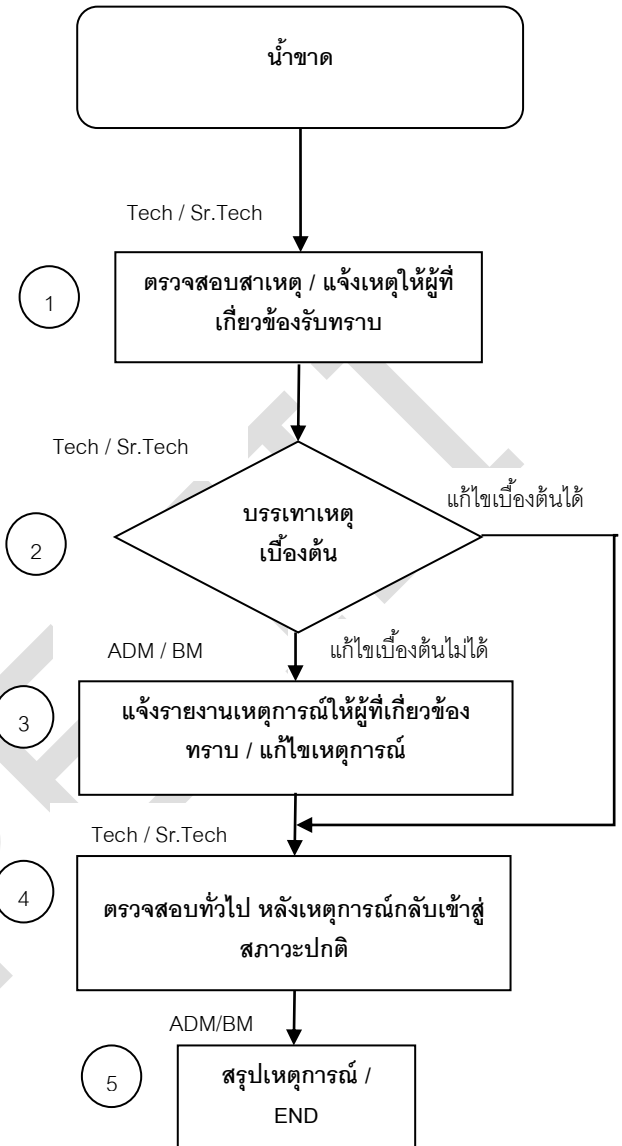 น้ำขาด
Tech / Sr.Tech
1
ตรวจสอบสาเหตุ / แจ้งเหตุให้ผู้ที่
เกี่ยวข้องรับทราบ
Tech / Sr.Tech
2
บรรเทาเหตุ
เบื้องต้น
แก้ไขเบื้องต้นได้
ADM / BM
แก้ไขเบื้องต้นไม่ได้
3
แจ้งรายงานเหตุการณ์ให้ผู้ที่เกี่ยวข้อง
ทราบ / แก้ไขเหตุการณ์
Tech / Sr.Tech
4
ตรวจสอบทั่วไป หลังเหตุการณ์กลับเข้าสู่
สภาวะปกติ
ADM/BM
5
สรุปเหตุการณ์ /
END